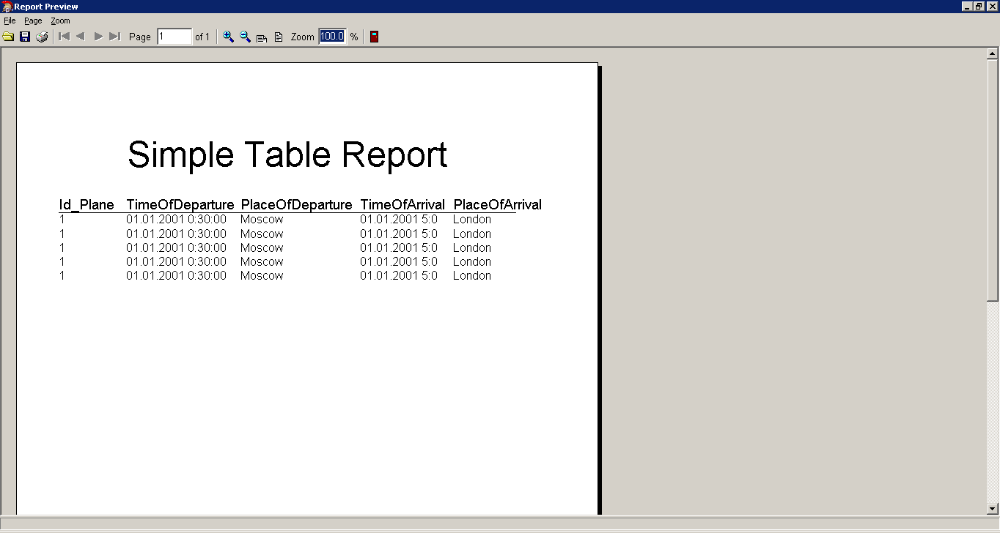 Report Preview
File Page Zoom
Page 1 of 1 Zoom 100.0 %
Simple Table Report
Id_Plane TimeOfDeparture PlaceOfDeparture TimeOfArrival PlaceOfArrival
1 01.01.2001 0:30:00 Moscow 01.01.2001 5:0 London
1 01.01.2001 0:30:00 Moscow 01.01.2001 5:0 London
1 01.01.2001 0:30:00 Moscow 01.01.2001 5:0 London
1 01.01.2001 0:30:00 Moscow 01.01.2001 5:0 London
1 01.01.2001 0:30:00 Moscow 01.01.2001 5:0 London